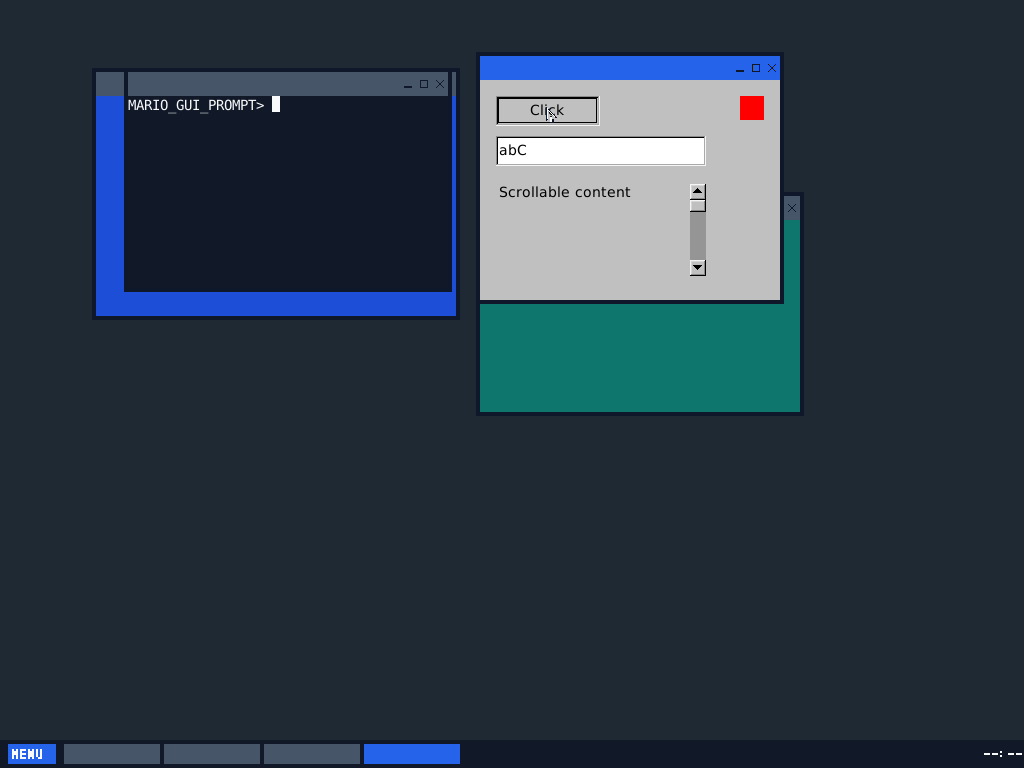 MARIO_GUI_PROMPT>
Click
abC
Scrollable content
MENU
--:--